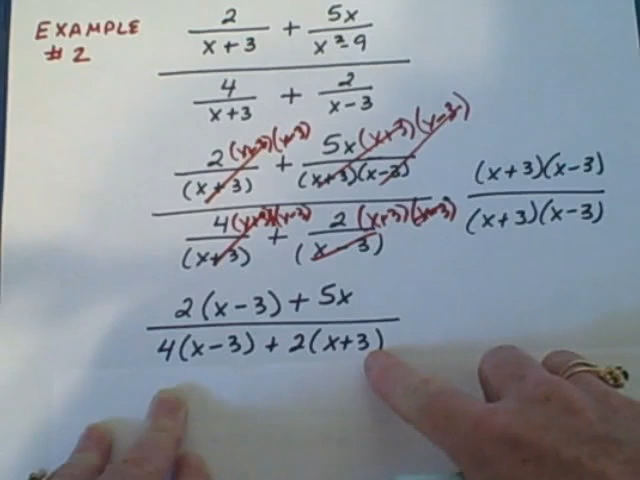 EXAMPLE
# 2
2/(x+3) + 5x/(x²-9)
4/(x+3) + 2/(x-3)
2(x+3)(x-3)/(x+3) + 5x(x+3)(x-3)/((x+3)(x-3)) (x+3)(x-3)
4(x+3)(x-3)/(x+3) + 2(x+3)(x-3)/(x-3) (x+3)(x-3)
2(x-3) + 5x
4(x-3) + 2(x+3)